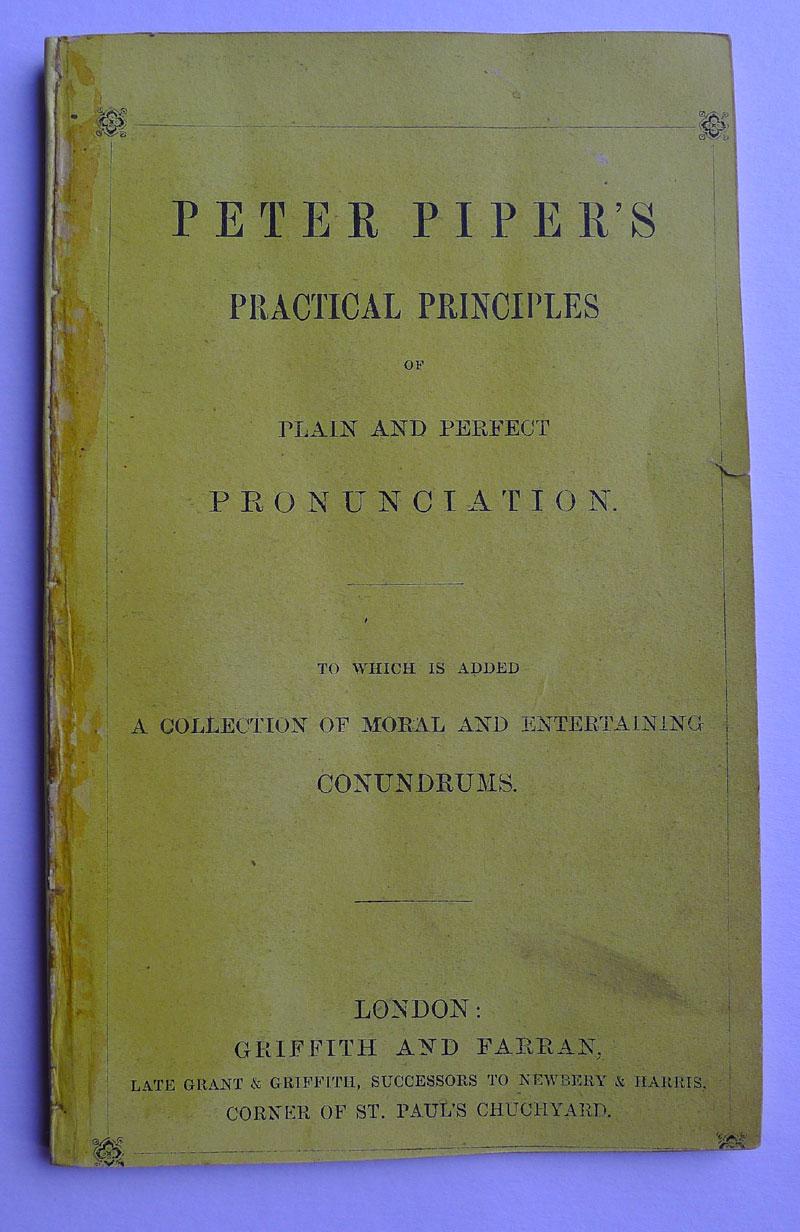 PETER PIPER'S
PRACTICAL PRINCIPLES
OF
PLAIN AND PERFECT
PRONUNCIATION.
TO WHICH IS ADDED
A COLLECTION OF MORAL AND ENTERTAINING
CONUNDRUMS.
LONDON:
GRIFFITH AND FARRAN,
LATE GRANT & GRIFFITH, SUCCESSORS TO NEWBERY & HARRIS,
CORNER OF ST. PAUL'S CHUCHYARD.